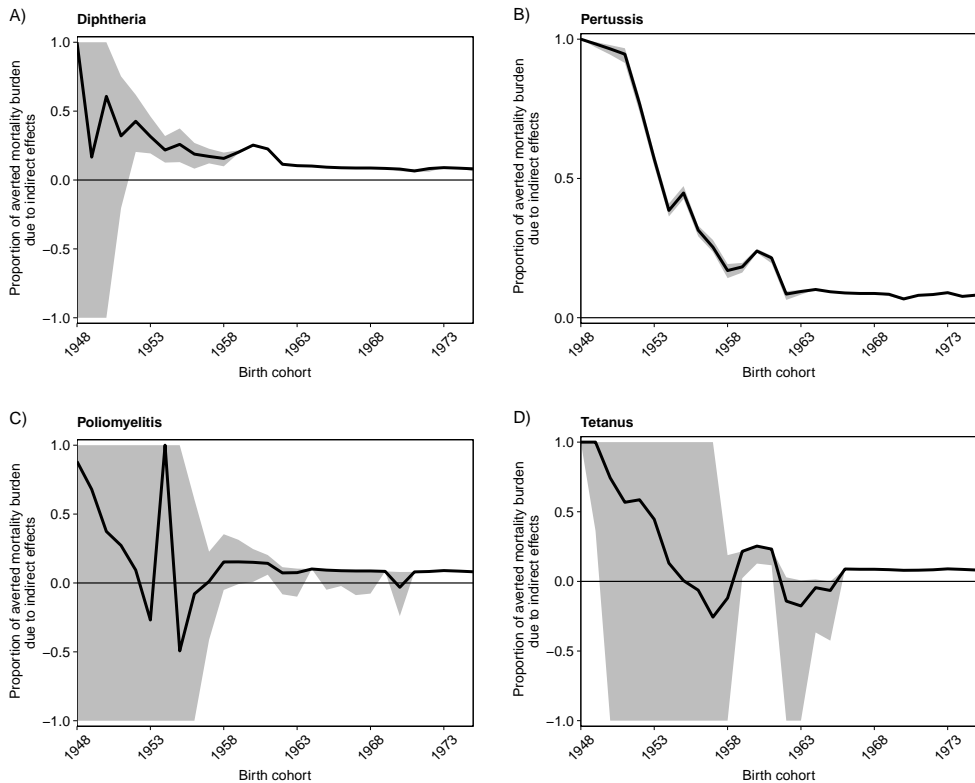 A)
Diphtheria
Proportion of averted mortality burden
due to indirect effects
1.0
0.5
0.0
−0.5
−1.0
1948
1953
1958
1963
1968
1973
Birth cohort
B)
Pertussis
Proportion of averted mortality burden
due to indirect effects
1.0
0.5
0.0
1948
1953
1958
1963
1968
1973
Birth cohort
C)
Poliomyelitis
Proportion of averted mortality burden
due to indirect effects
1.0
0.5
0.0
−0.5
−1.0
1948
1953
1958
1963
1968
1973
Birth cohort
D)
Tetanus
Proportion of averted mortality burden
due to indirect effects
1.0
0.5
0.0
−0.5
−1.0
1948
1953
1958
1963
1968
1973
Birth cohort